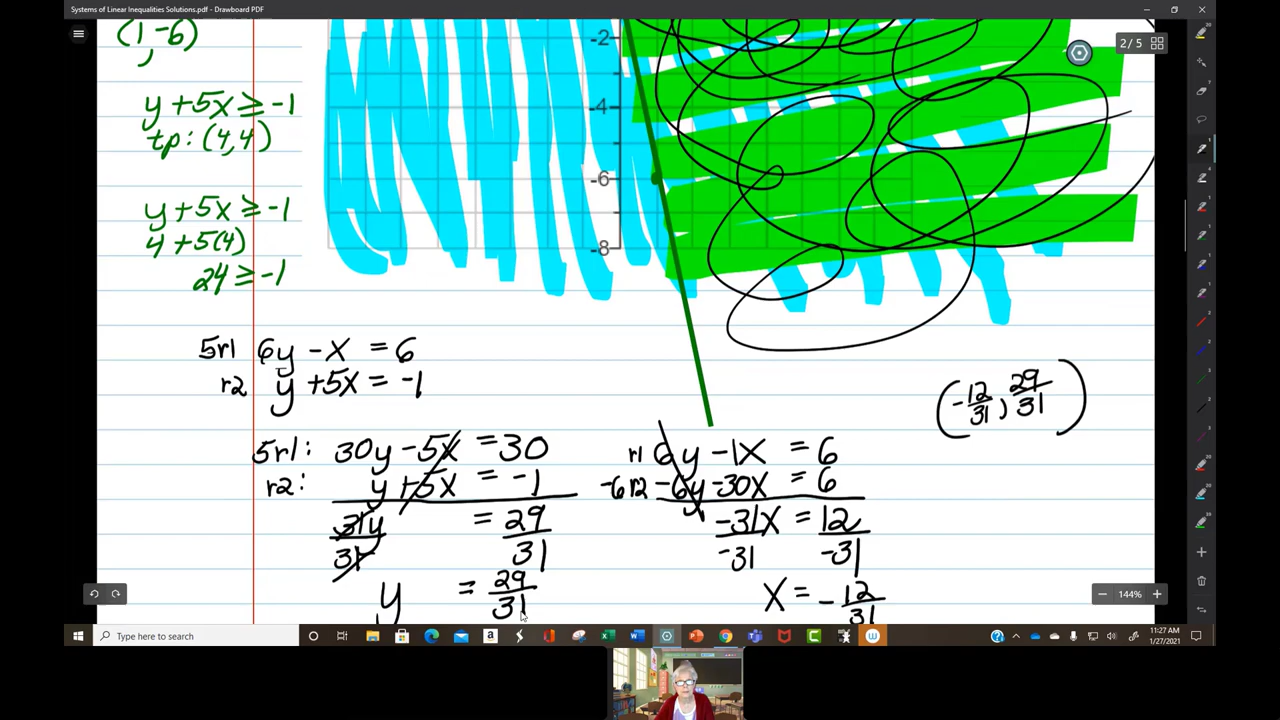 Systems of Linear Inequalities Solutions.pdf - Drawboard PDF
2/5
(1,-6)
y + 5x ≥ -1
tp: (4,4)
y + 5x ≥ -1
4 + 5(4)
24 ≥ -1
-2
-4
-6
-8
5r1 6y - x = 6
r2 y + 5x = -1
(-12/31, 29/31)
5r1: 30y - 5x = 30
r2: y + 5x = -1
31y = 29
31 31
y = 29/31
r1 6y - 1x = 6
-6r2 -6y - 30x = 6
-31x = 12
-31 -31
x = -12/31
144%
Type here to search
11:27 AM
1/27/2021